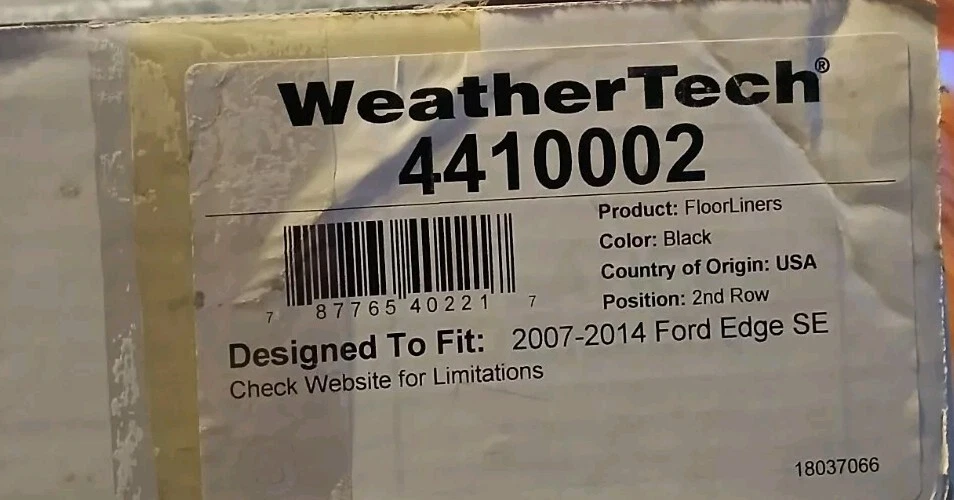 WeatherTech®
4410002
Product: FloorLiners
Color: Black
Country of Origin: USA
Position: 2nd Row
7 87765 40221 7
Designed To Fit: 2007-2014 Ford Edge SE
Check Website for Limitations
18037066